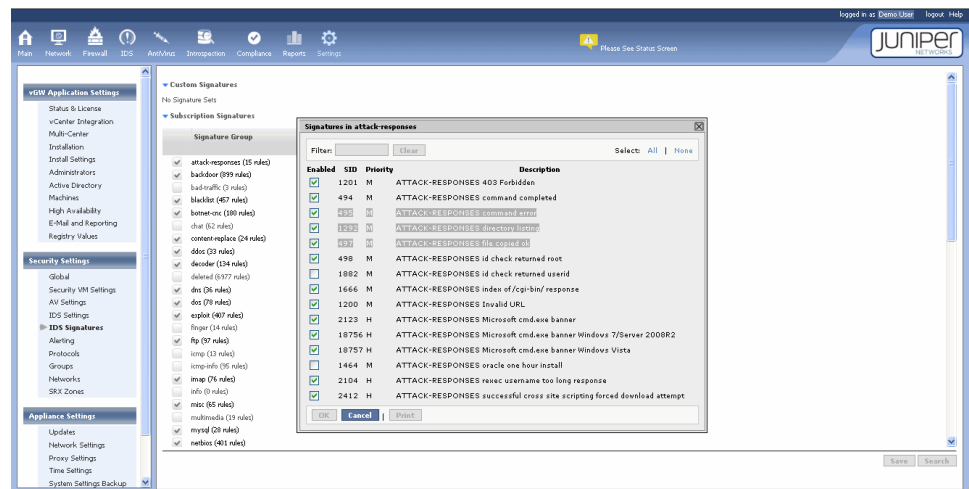 logged in as Demo User logout Help
Main Network Firewall IDS AntiVirus Introspection Compliance Reports Settings
Please See Status Screen
JUNIPER NETWORKS
vGW Application Settings
Status & License
vCenter Integration
Multi-Center
Installation
Install Settings
Administrators
Active Directory
Machines
High Availability
E-Mail and Reporting
Registry Values
Security Settings
Global
Security VM Settings
AV Settings
IDS Settings
IDS Signatures
Alerting
Protocols
Groups
Networks
SRX Zones
Appliance Settings
Updates
Network Settings
Proxy Settings
Time Settings
System Settings Backup
Custom Signatures
No Signature Sets
Subscription Signatures
Signature Group
attack-responses (15 rules)
backdoor (899 rules)
bad-traffic (3 rules)
blacklist (457 rules)
botnet-cnc (180 rules)
chat (62 rules)
content-replace (24 rules)
ddos (33 rules)
decoder (134 rules)
deleted (6977 rules)
dns (36 rules)
dos (78 rules)
exploit (407 rules)
finger (14 rules)
ftp (97 rules)
icmp (13 rules)
icmp-info (95 rules)
imap (76 rules)
info (0 rules)
misc (65 rules)
multimedia (19 rules)
mysql (28 rules)
netbios (401 rules)
Signatures in attack-responses
Filter: Clear Select: All | None
Enabled SID Priority Description
1201 M ATTACK-RESPONSES 403 Forbidden
494 M ATTACK-RESPONSES command completed
495 M ATTACK-RESPONSES command error
1292 M ATTACK-RESPONSES directory listing
497 M ATTACK-RESPONSES file copied ok
498 M ATTACK-RESPONSES id check returned root
1882 M ATTACK-RESPONSES id check returned userid
1666 M ATTACK-RESPONSES index of /cgi-bin/ response
1200 M ATTACK-RESPONSES Invalid URL
2123 H ATTACK-RESPONSES Microsoft cmd.exe banner
18756 H ATTACK-RESPONSES Microsoft cmd.exe banner Windows 7/Server 2008R2
18757 H ATTACK-RESPONSES Microsoft cmd.exe banner Windows Vista
1464 M ATTACK-RESPONSES oracle one hour install
2104 H ATTACK-RESPONSES rexec username too long response
2412 H ATTACK-RESPONSES successful cross site scripting forced download attempt
OK Cancel | Print
Save Search